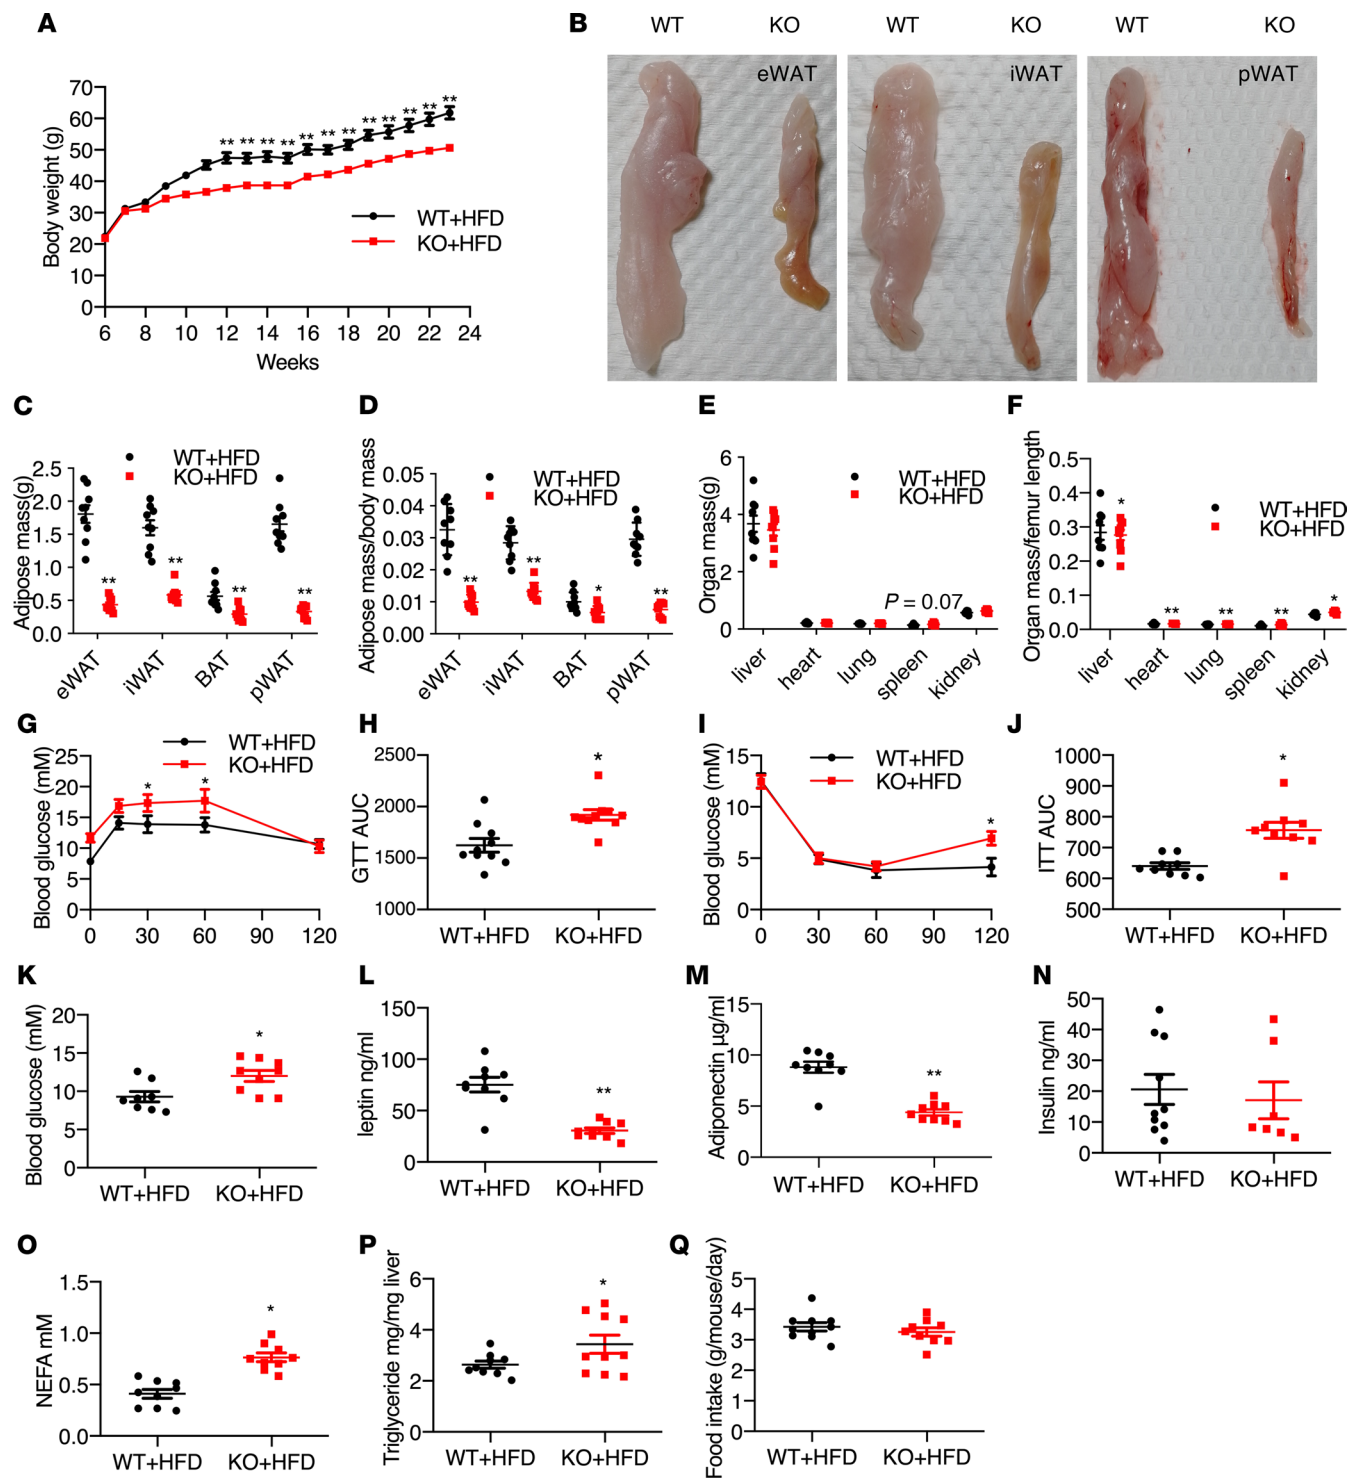 A
Body weight (g)
70
60
50
40
30
20
10
0
** ** ** ** ** ** ** ** ** ** ** **
WT+HFD
KO+HFD
6 8 10 12 14 16 18 20 22 24
Weeks
B
WT KO WT KO WT KO
eWAT iWAT pWAT
C
Adipose mass(g)
2.5
2.0
1.5
1.0
0.5
0.0
WT+HFD
KO+HFD
** ** ** **
eWAT iWAT BAT pWAT
D
Adipose mass/body mass
0.05
0.04
0.03
0.02
0.01
0.00
WT+HFD
KO+HFD
** ** * **
eWAT iWAT BAT pWAT
E
Organ mass(g)
6
4
2
0
WT+HFD
KO+HFD
P = 0.07
liver heart lung spleen kidney
F
Organ mass/femur length
0.5
0.4
0.3
0.2
0.1
0.0
WT+HFD
KO+HFD
* ** ** ** *
liver heart lung spleen kidney
G
Blood glucose (mM)
25
20
15
10
5
0
WT+HFD
KO+HFD
* *
0 30 60 90 120
H
GTT AUC
2500
2000
1500
1000
*
WT+HFD KO+HFD
I
Blood glucose (mM)
15
10
5
0
WT+HFD
KO+HFD
*
0 30 60 90 120
J
ITT AUC
1000
900
800
700
600
500
*
WT+HFD KO+HFD
K
Blood glucose (mM)
20
15
10
5
0
*
WT+HFD KO+HFD
L
leptin ng/ml
150
100
50
0
**
WT+HFD KO+HFD
M
Adiponectin µg/ml
15
10
5
0
**
WT+HFD KO+HFD
N
Insulin ng/ml
50
40
30
20
10
0
WT+HFD KO+HFD
O
NEFA mM
1.5
1.0
0.5
0.0
*
WT+HFD KO+HFD
P
Triglyceride mg/mg liver
6
4
2
0
*
WT+HFD KO+HFD
Q
Food intake (g/mouse/day)
5
4
3
2
1
0
WT+HFD KO+HFD